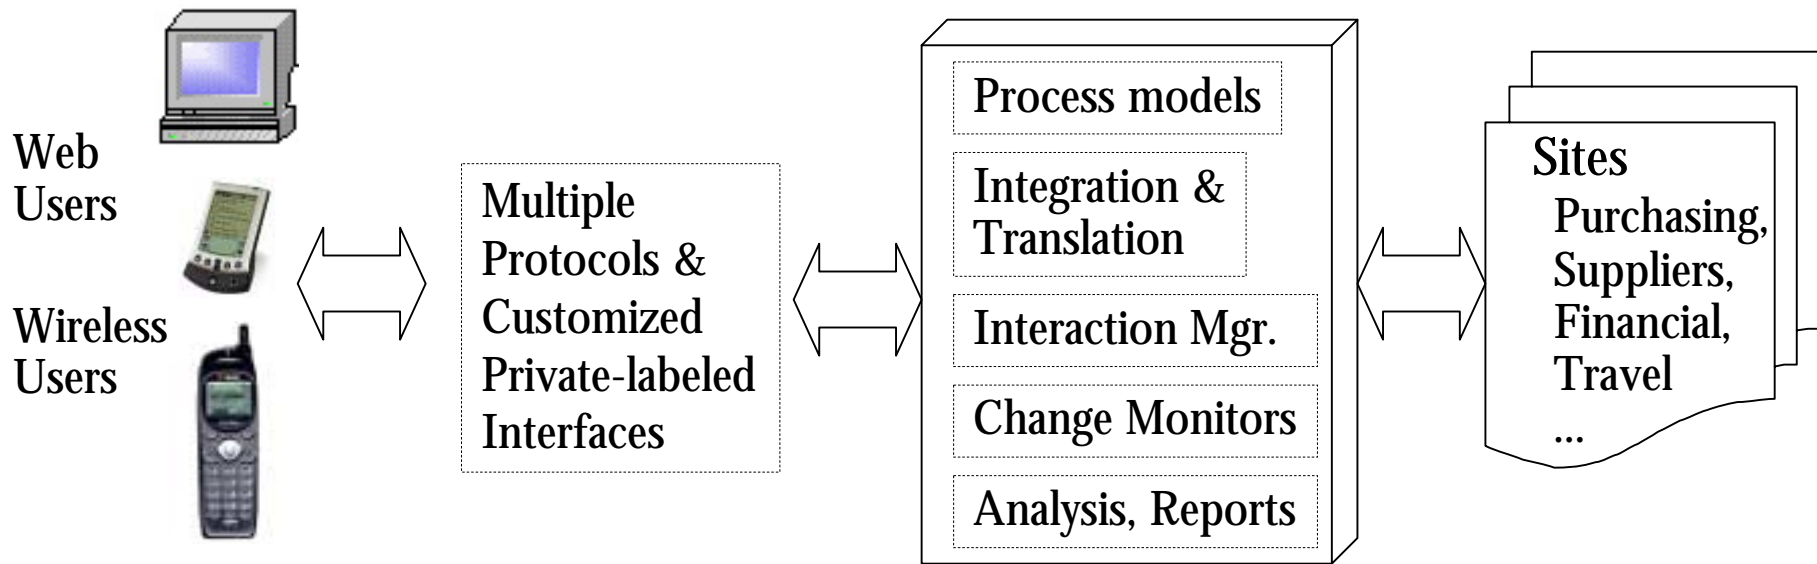 Web
Users
Wireless
Users
Multiple
Protocols &
Customized
Private-labeled
Interfaces
Process models
Integration &
Translation
Interaction Mgr.
Change Monitors
Analysis, Reports
Sites
Purchasing,
Suppliers,
Financial,
Travel
...